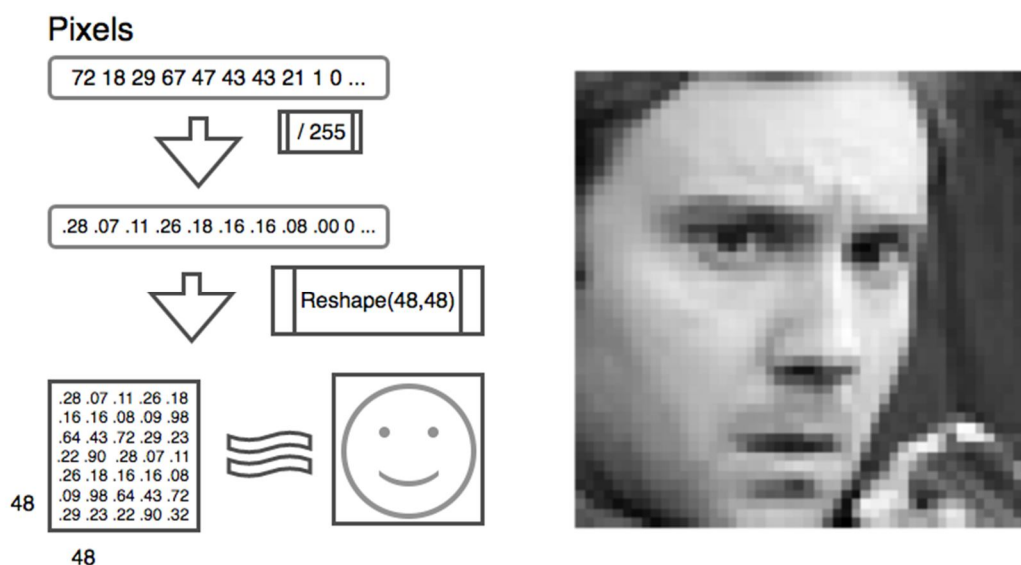 Pixels
72 18 29 67 47 43 43 21 1 0 ...
/ 255
.28 .07 .11 .26 .18 .16 .16 .08 .00 0 ...
Reshape(48,48)
.28 .07 .11 .26 .18
.16 .16 .08 .09 .98
.64 .43 .72 .29 .23
.22 .90 .28 .07 .11
.26 .18 .16 .16 .08
.09 .98 .64 .43 .72
.29 .23 .22 .90 .32
48
48